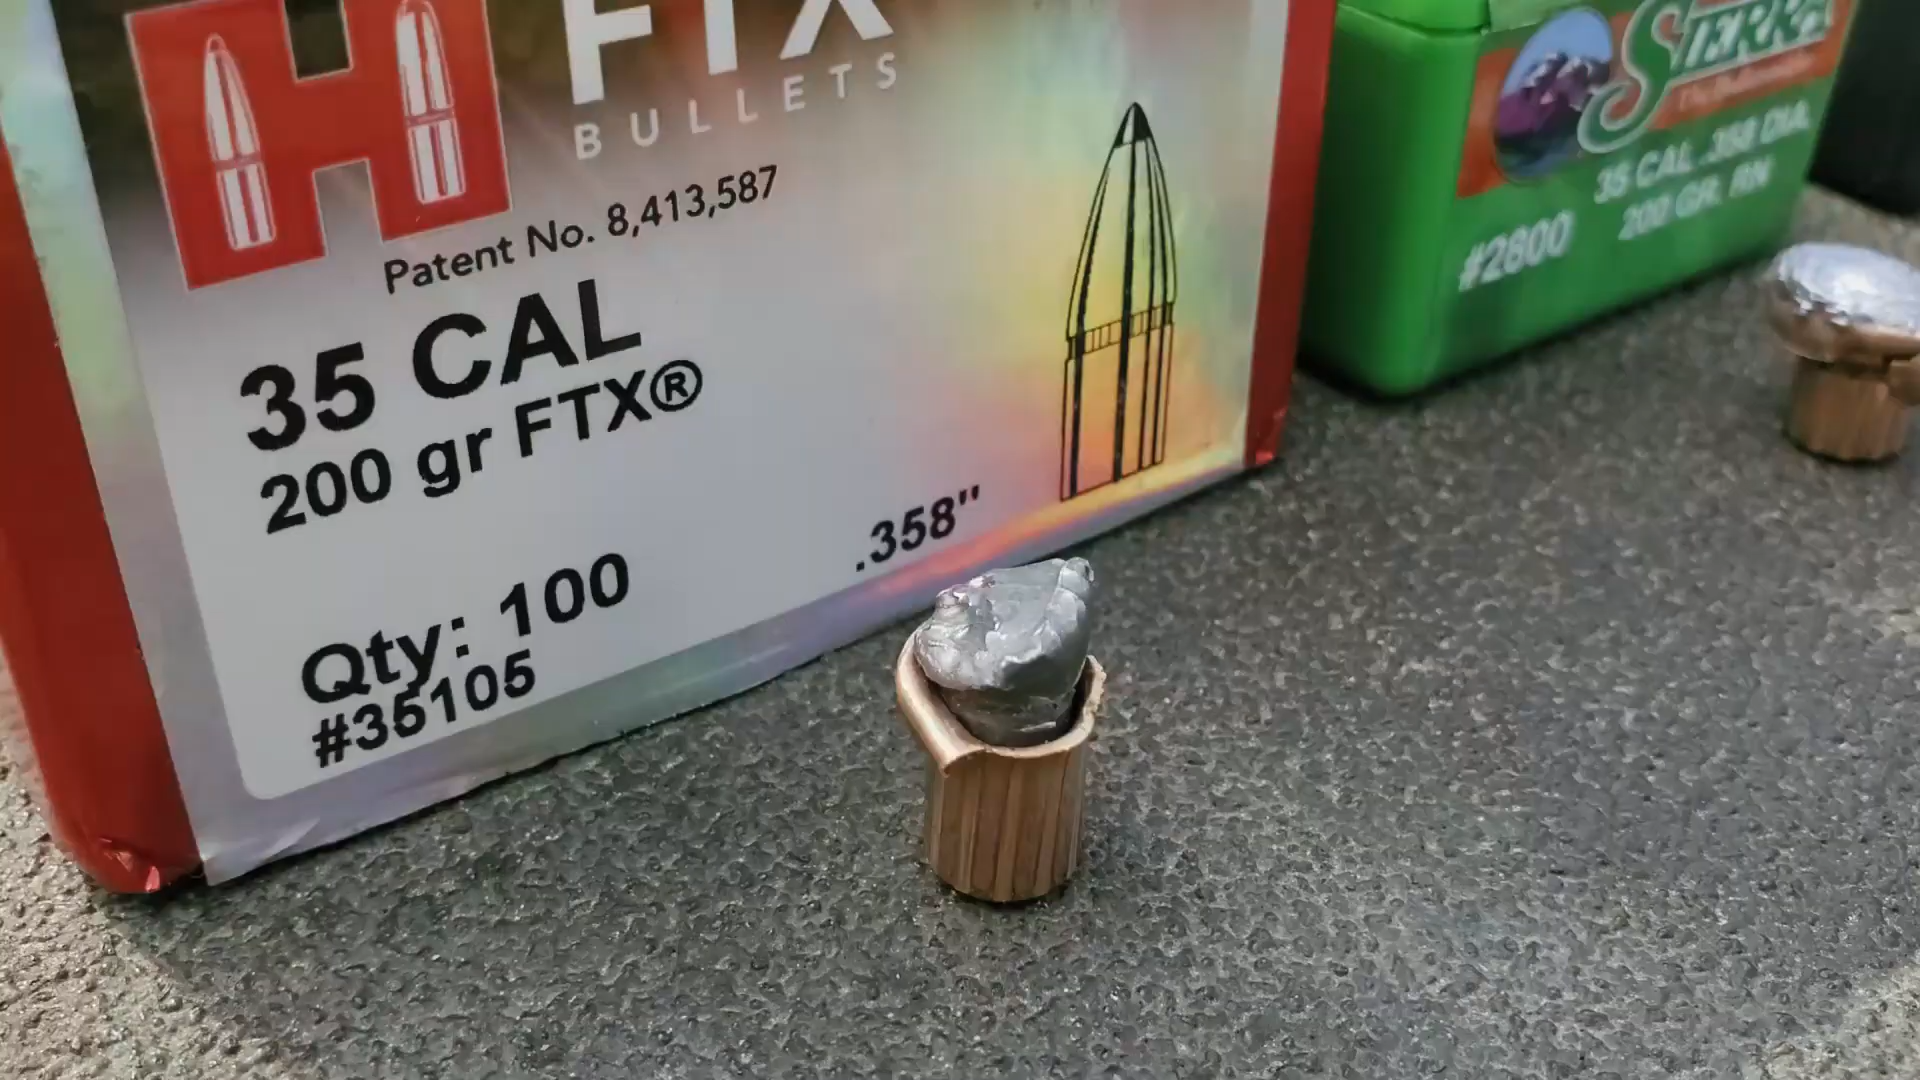 FTX
BULLETS
Patent No. 8,413,587
35 CAL
200 gr FTX®
.358"
Qty: 100
#35105
SIERRA
35 CAL .358 DIA.
200 GR. RN
#2800